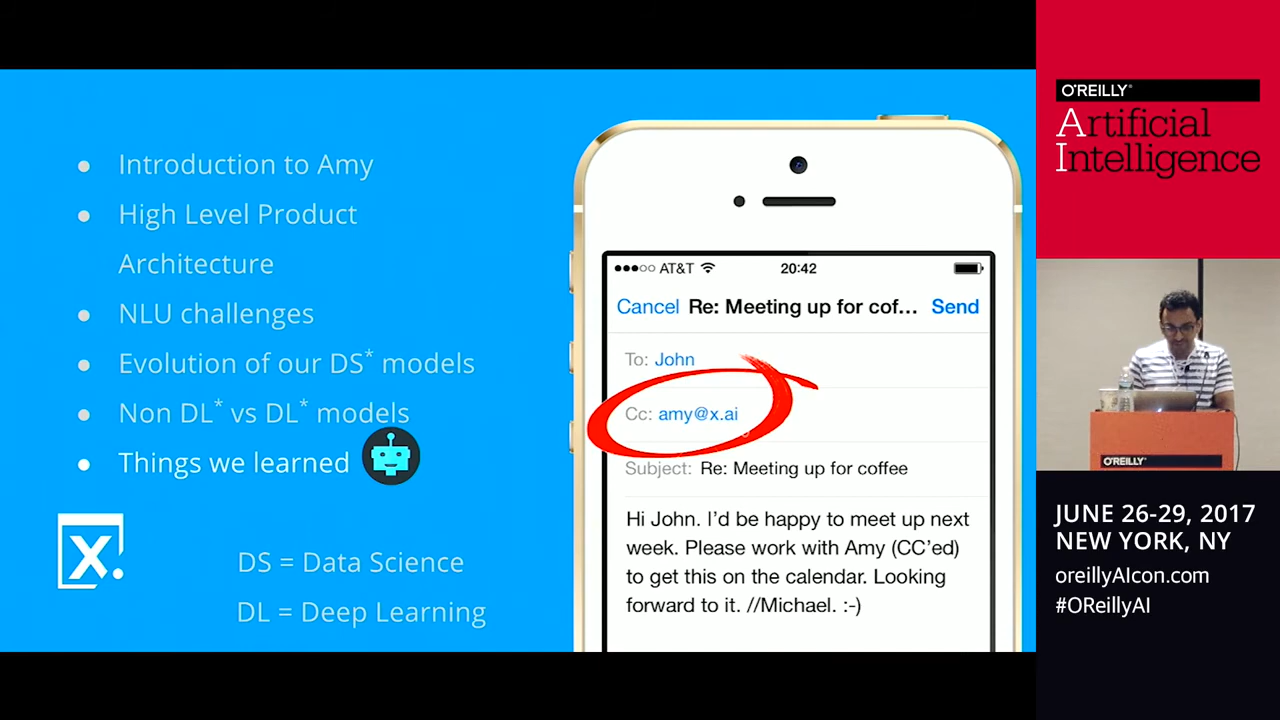 ● Introduction to Amy
● High Level Product
Architecture
● NLU challenges
● Evolution of our DS* models
● Non DL* vs DL* models
● Things we learned
X.
DS = Data Science
DL = Deep Learning
AT&T 20:42
Cancel Re: Meeting up for cof... Send
To: John
Cc: amy@x.ai
Subject: Re: Meeting up for coffee
Hi John. I'd be happy to meet up next
week. Please work with Amy (CC'ed)
to get this on the calendar. Looking
forward to it. //Michael. :-)
O'REILLY®
Artificial
Intelligence
O'REILLY®
JUNE 26-29, 2017
NEW YORK, NY
oreillyAIcon.com
#OReillyAI